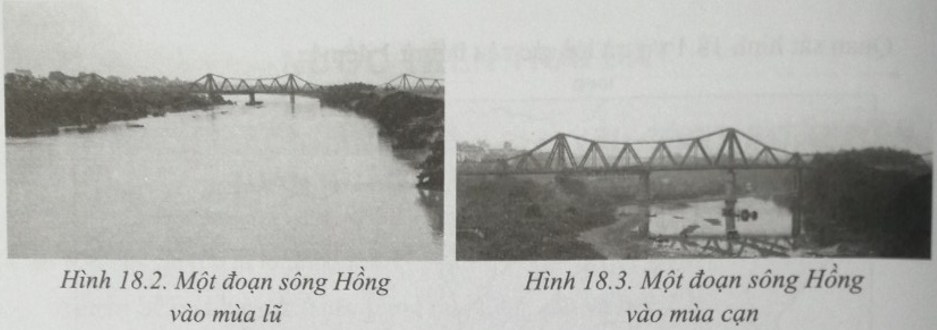 Hình 18.2. Một đoạn sông Hồng
vào mùa lũ
Hình 18.3. Một đoạn sông Hồng
vào mùa cạn